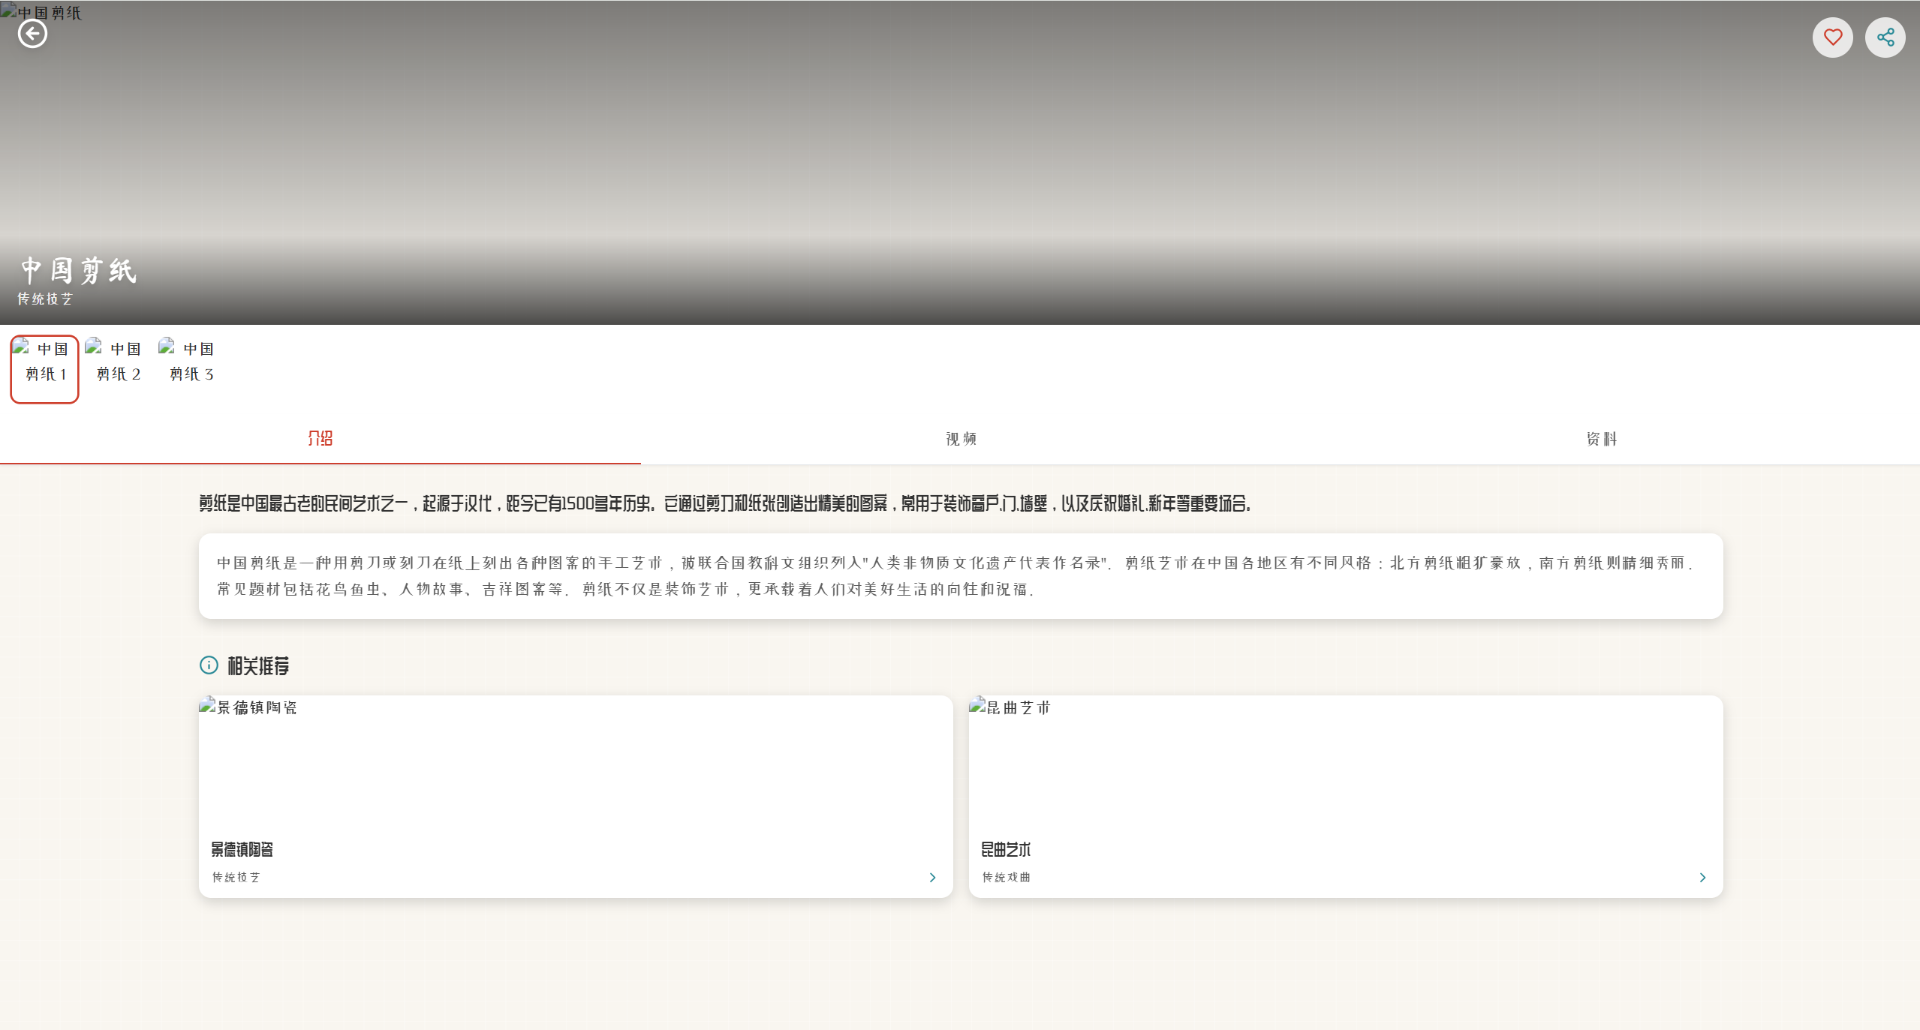 中国剪纸
中国剪纸
传统技艺
中国
剪纸 1
中国
剪纸 2
中国
剪纸 3
介绍
视频
资料
剪纸是中国最古老的民间艺术之一，起源于汉代，距今已有1500多年历史。它通过剪刀和纸张创造出精美的图案，常用于装饰窗户、门、墙壁，以及庆祝婚礼、新年等重要场合。
中国剪纸是一种用剪刀或刻刀在纸上刻出各种图案的手工艺术，被联合国教科文组织列入"人类非物质文化遗产代表作名录"。剪纸艺术在中国各地区有不同风格：北方剪纸粗犷豪放，南方剪纸则精细秀丽。
常见题材包括花鸟鱼虫、人物故事、吉祥图案等。剪纸不仅是装饰艺术，更承载着人们对美好生活的向往和祝福。
相关推荐
景德镇陶瓷
昆曲艺术
景德镇陶瓷
昆曲艺术
传统技艺
传统戏曲